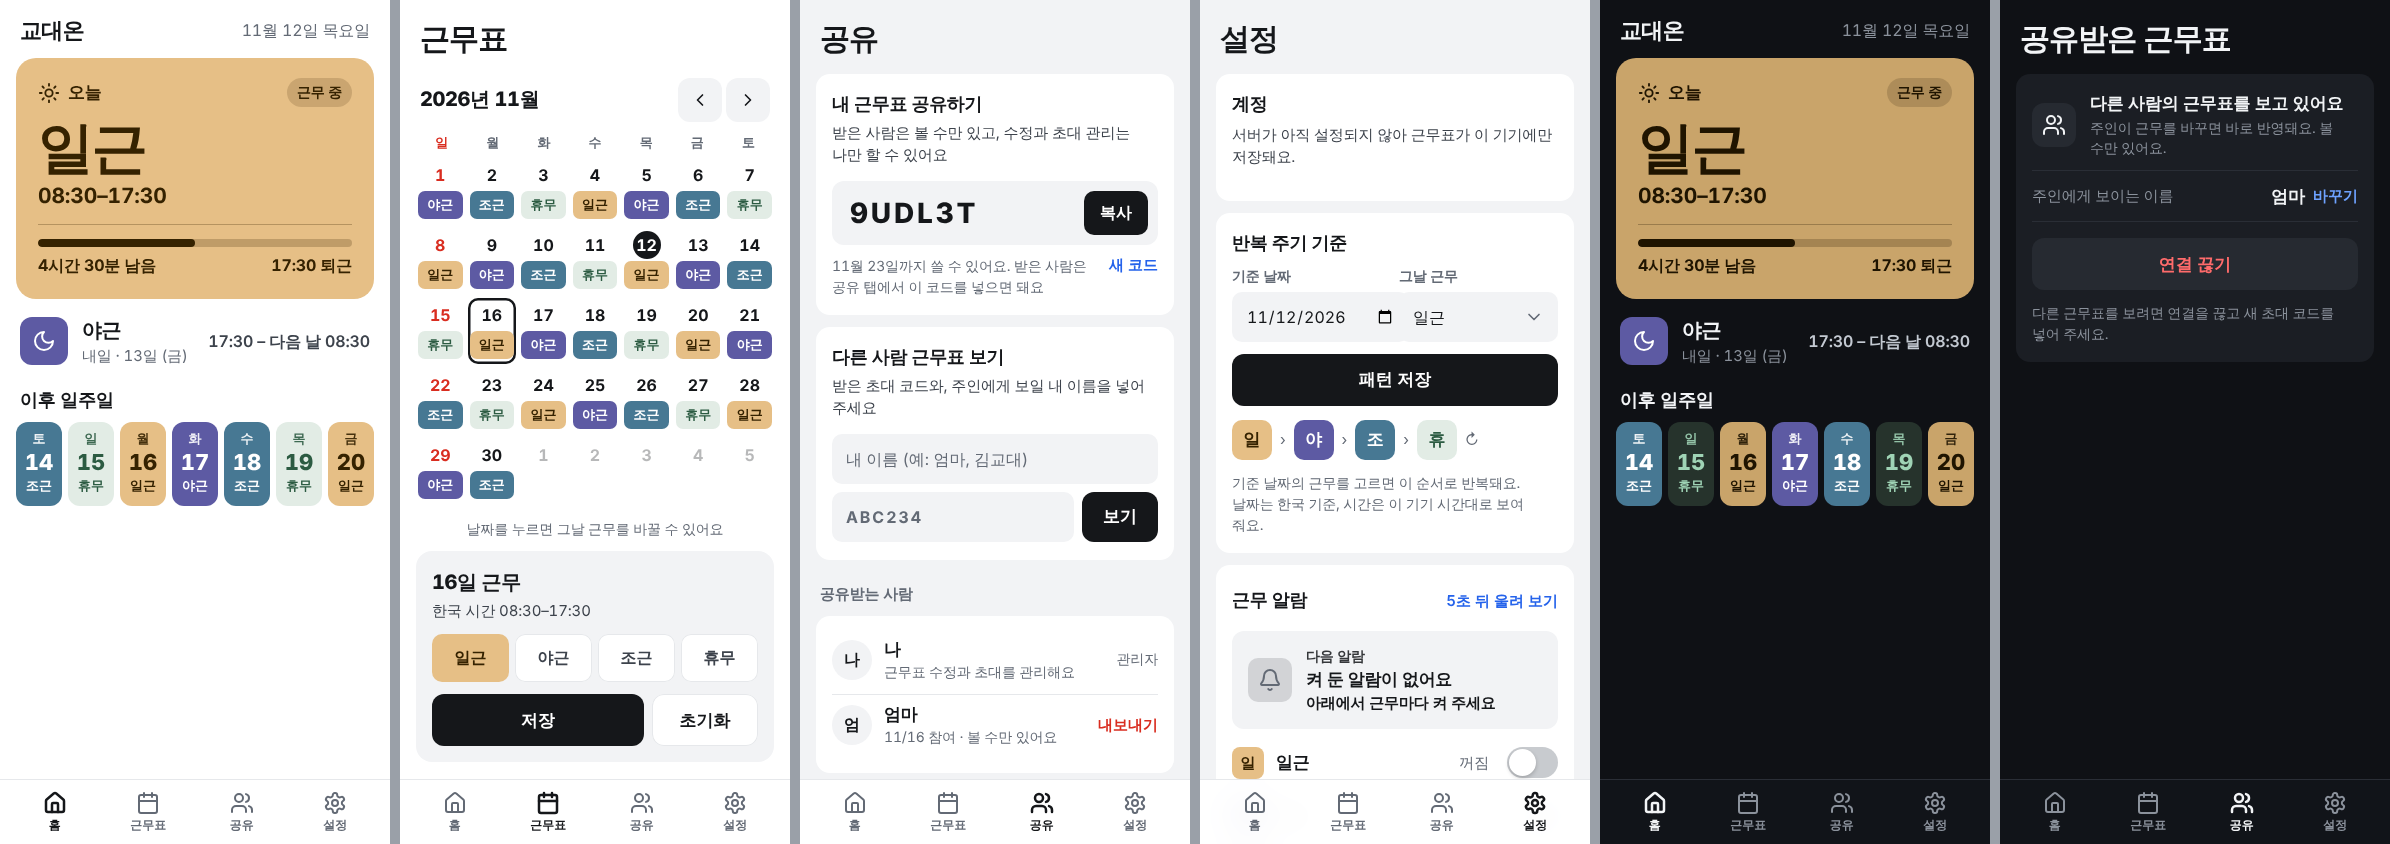 교대온
11월 12일 목요일
오늘
근무 중
일근
08:30–17:30
4시간 30분 남음
17:30 퇴근
야근
내일 · 13일 (금)
17:30 – 다음 날 08:30
이후 일주일
토 일 월 화 수 목 금
14 15 16 17 18 19 20
조근 휴무 일근 야근 조근 휴무 일근
홈 근무표 공유 설정
근무표
2026년 11월
일 월 화 수 목 금 토
1 2 3 4 5 6 7
야근 조근 휴무 일근 야근 조근 휴무
8 9 10 11 12 13 14
일근 야근 조근 휴무 일근 야근 조근
15 16 17 18 19 20 21
휴무 일근 야근 조근 휴무 일근 야근
22 23 24 25 26 27 28
조근 휴무 일근 야근 조근 휴무 일근
29 30 1 2 3 4 5
야근 조근
날짜를 누르면 그날 근무를 바꿀 수 있어요
16일 근무
한국 시간 08:30–17:30
일근 야근 조근 휴무
저장 초기화
홈 근무표 공유 설정
공유
내 근무표 공유하기
받은 사람은 볼 수만 있고, 수정과 초대 관리는
나만 할 수 있어요
9UDL3T
복사
11월 23일까지 쓸 수 있어요. 받은 사람은
공유 탭에서 이 코드를 넣으면 돼요
새 코드
다른 사람 근무표 보기
받은 초대 코드와, 주인에게 보일 내 이름을 넣어
주세요
내 이름 (예: 엄마, 김교대)
ABC234
보기
공유받는 사람
나
나
근무표 수정과 초대를 관리해요
관리자
엄
엄마
11/16 참여 · 볼 수만 있어요
내보내기
홈 근무표 공유 설정
설정
계정
서버가 아직 설정되지 않아 근무표가 이 기기에만
저장돼요.
반복 주기 기준
기준 날짜 그날 근무
11/12/2026 일근
패턴 저장
일 › 야 › 조 › 휴
기준 날짜의 근무를 고르면 이 순서로 반복돼요.
날짜는 한국 기준, 시간은 이 기기 시간대로 보여
줘요.
근무 알람
5초 뒤 울려 보기
다음 알람
켜 둔 알람이 없어요
아래에서 근무마다 켜 주세요
일 일근 꺼짐
홈 근무표 공유 설정
교대온
11월 12일 목요일
오늘
근무 중
일근
08:30–17:30
4시간 30분 남음
17:30 퇴근
야근
내일 · 13일 (금)
17:30 – 다음 날 08:30
이후 일주일
토 일 월 화 수 목 금
14 15 16 17 18 19 20
조근 휴무 일근 야근 조근 휴무 일근
홈 근무표 공유 설정
공유받은 근무표
다른 사람의 근무표를 보고 있어요
주인이 근무를 바꾸면 바로 반영돼요. 볼
수만 있어요.
주인에게 보이는 이름
엄마 바꾸기
연결 끊기
다른 근무표를 보려면 연결을 끊고 새 초대 코드를
넣어 주세요.
홈 근무표 공유 설정